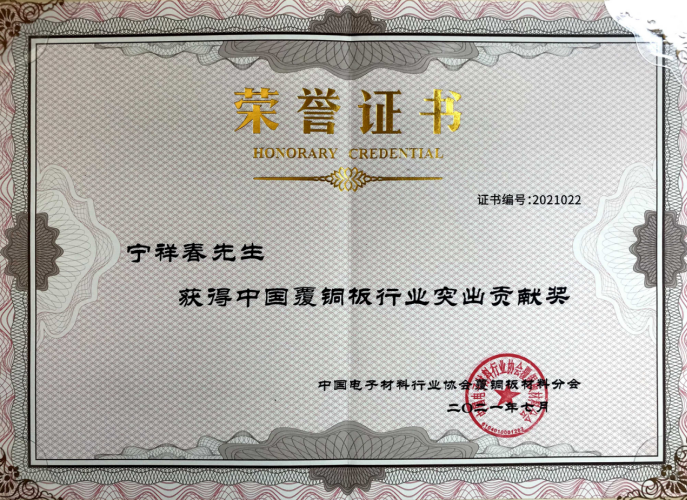 荣誉证书
HONORARY CREDENTIAL
证书编号:2021022
宁祥春先生
获得中国覆铜板行业突出贡献奖
中国电子材料行业协会覆铜板材料分会
二〇二一年七月